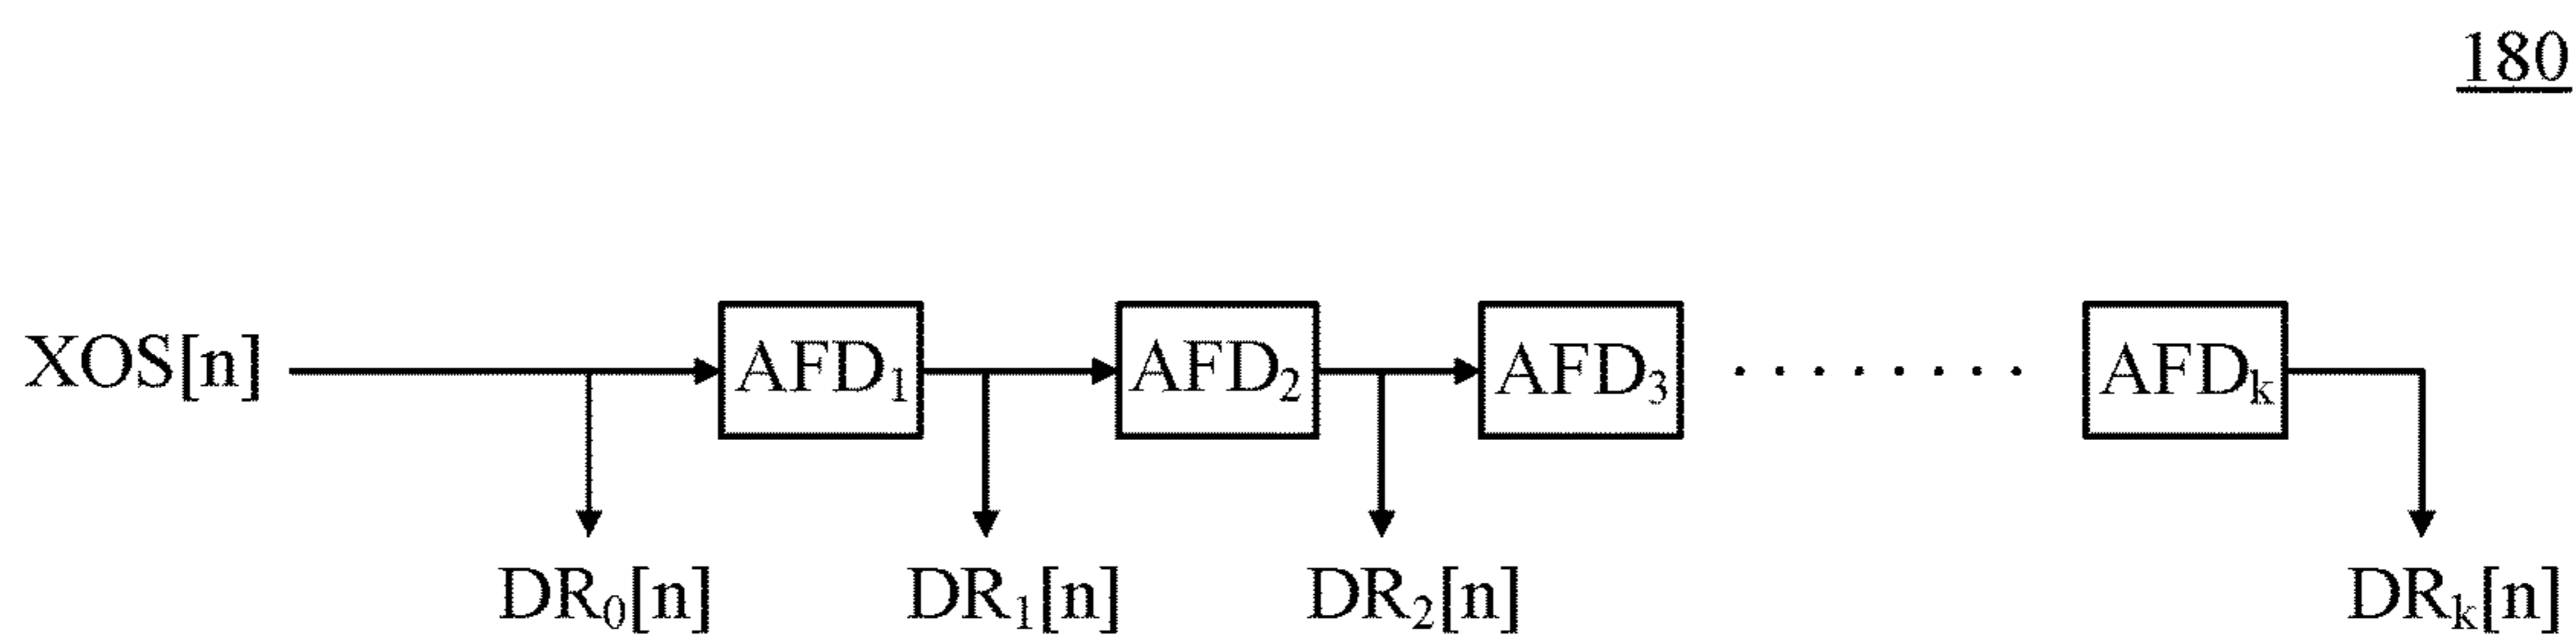 180
XOS[n] AFD₁ AFD₂ AFD₃ ········ AFDₖ
DR₀[n] DR₁[n] DR₂[n] DRₖ[n]